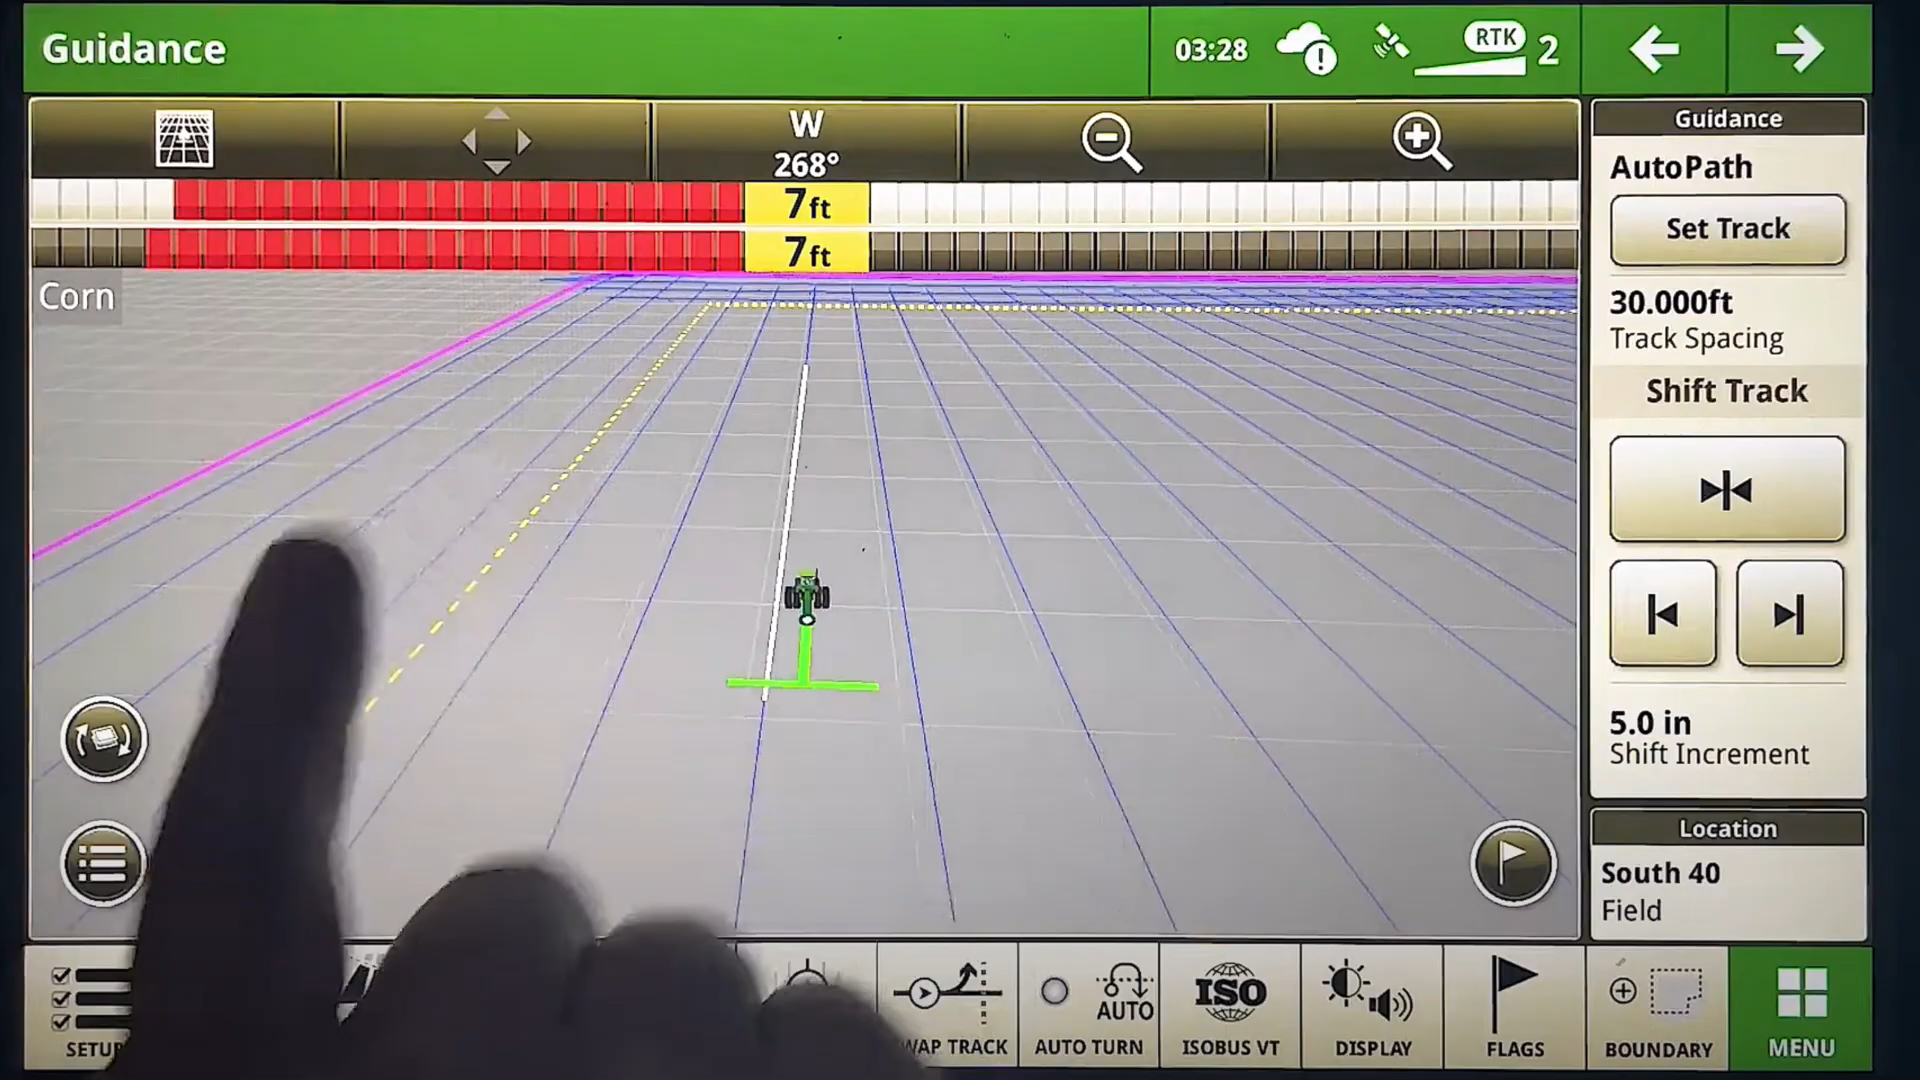 Guidance
03:28
RTK
2
W
268°
7ft
7ft
Corn
Guidance
AutoPath
Set Track
30.000ft
Track Spacing
Shift Track
5.0 in
Shift Increment
Location
South 40
Field
AUTO
ISO
TRACK
AUTO TURN
ISOBUS VT
DISPLAY
FLAGS
BOUNDARY
MENU